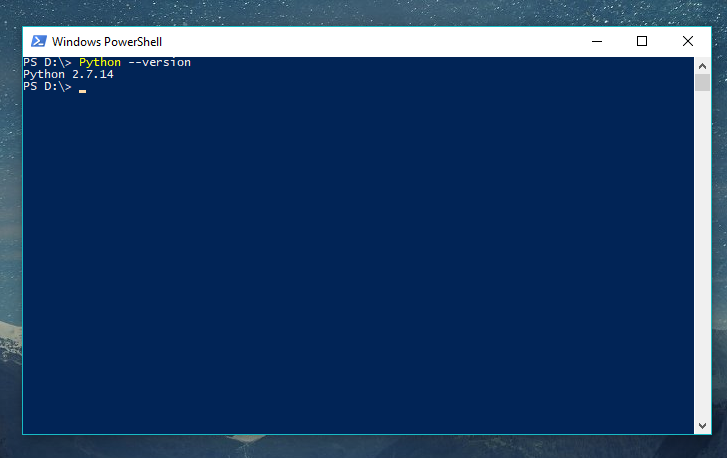 Windows PowerShell
PS D:\> Python --version
Python 2.7.14
PS D:\>